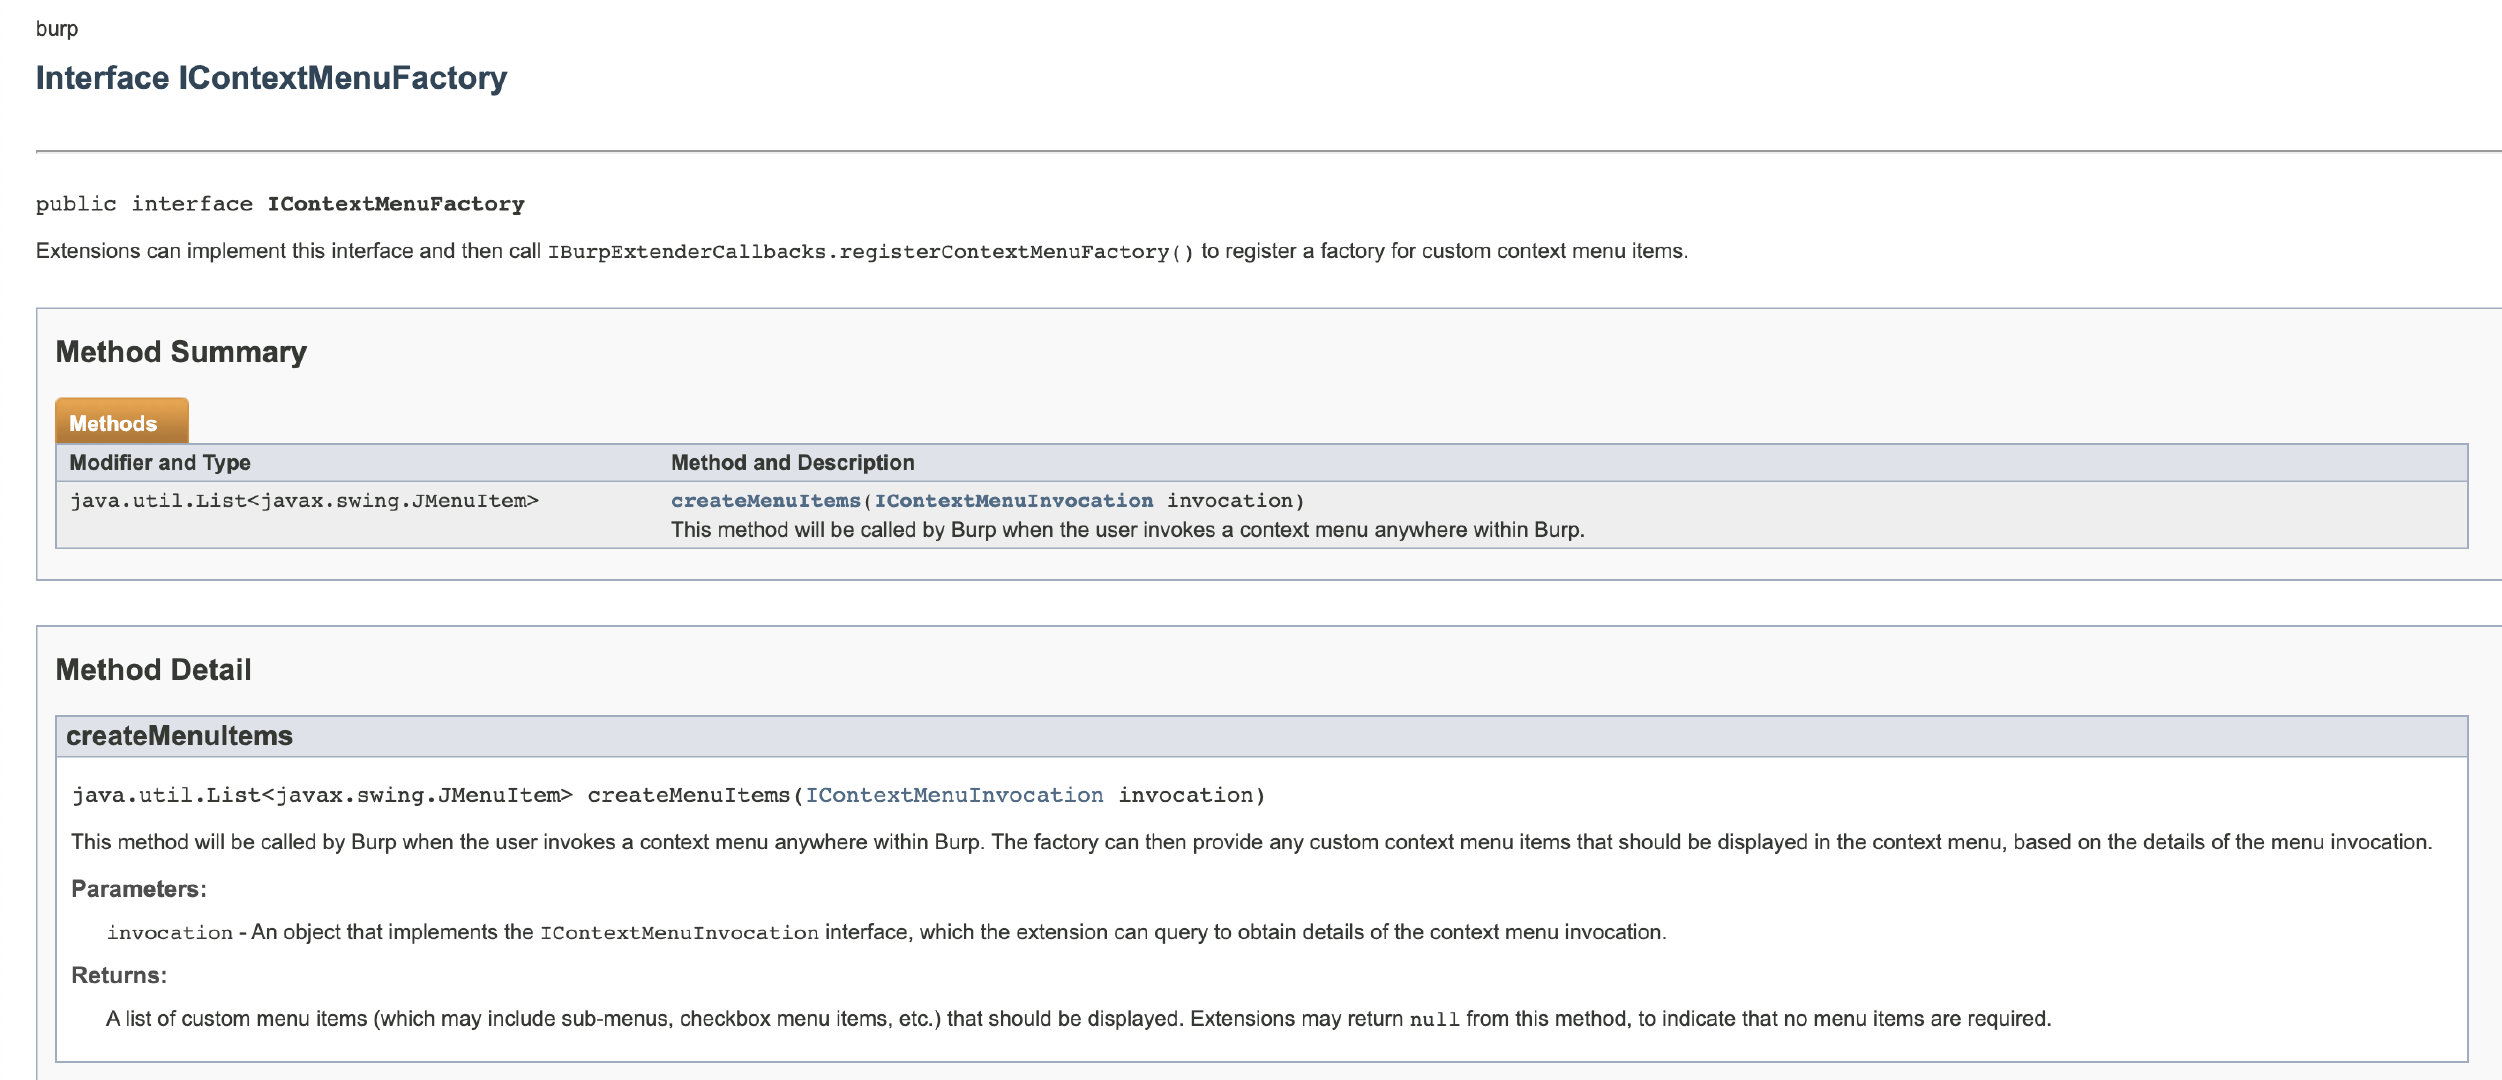 burp
Interface IContextMenuFactory
public interface IContextMenuFactory
Extensions can implement this interface and then call IBurpExtenderCallbacks.registerContextMenuFactory() to register a factory for custom context menu items.
Method Summary
Methods
Modifier and Type Method and Description
java.util.List<javax.swing.JMenuItem> createMenuItems(IContextMenuInvocation invocation)
This method will be called by Burp when the user invokes a context menu anywhere within Burp.
Method Detail
createMenuItems
java.util.List<javax.swing.JMenuItem> createMenuItems(IContextMenuInvocation invocation)
This method will be called by Burp when the user invokes a context menu anywhere within Burp. The factory can then provide any custom context menu items that should be displayed in the context menu, based on the details of the menu invocation.
Parameters:
invocation - An object that implements the IContextMenuInvocation interface, which the extension can query to obtain details of the context menu invocation.
Returns:
A list of custom menu items (which may include sub-menus, checkbox menu items, etc.) that should be displayed. Extensions may return null from this method, to indicate that no menu items are required.